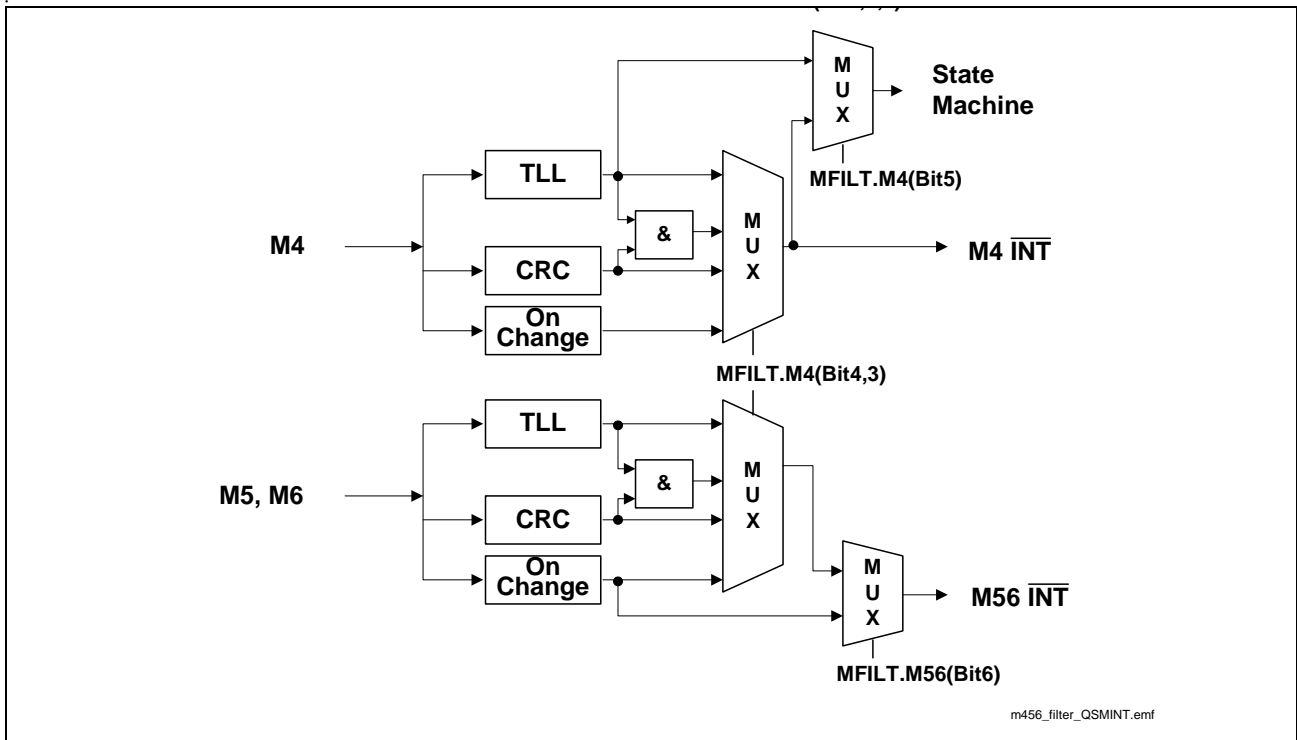 M
U
X
State
Machine
MFILT.M4(Bit5)
TLL
M4
&
CRC
On
Change
M
U
X
M4 INT
MFILT.M4(Bit4,3)
TLL
M5, M6
&
CRC
On
Change
M
U
X
M
U
X
M56 INT
MFILT.M56(Bit6)
m456_filter_QSMINT.emf